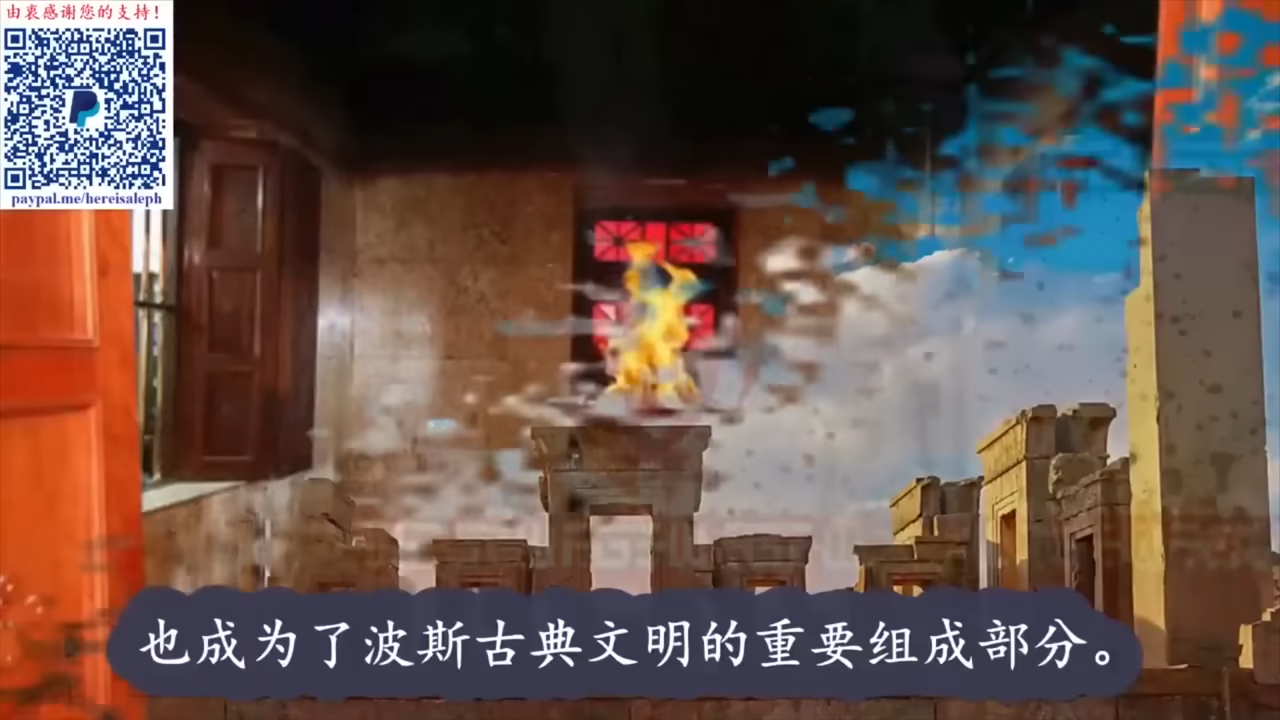 由衷感谢您的支持！
paypal.me/hereisaleph
也成为了波斯古典文明的重要组成部分。